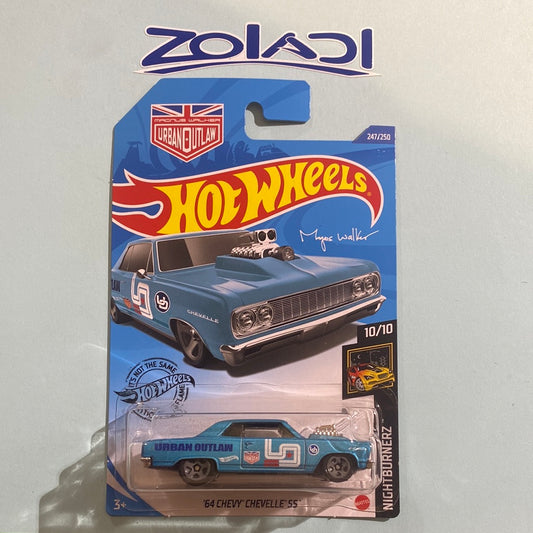 ZOLADI
MAGNUS WALKER
URBAN OUTLAW
247/250
HOT WHEELS
Magnus Walker
CHEVELLE
10/10
IT'S NOT THE SAME
HOT WHEELS
NIGHTBURNERZ
URBAN OUTLAW
3+
'64 CHEVY CHEVELLE SS